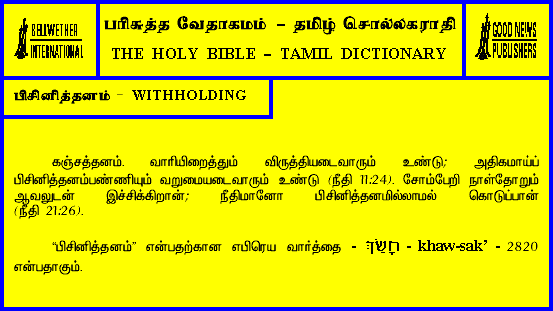 BELLWETHER
INTERNATIONAL
பரிசுத்த வேதாகமம் – தமிழ் சொல்லகராதி
THE HOLY BIBLE – TAMIL DICTIONARY
GOOD NEWS
PUBLISHERS
பிசினித்தனம் – WITHHOLDING
கஞ்சத்தனம். வாரியிறைத்தும் விருத்தியடைவாரும் உண்டு; அதிகமாய்ப்
பிசினித்தனம்பண்ணியும் வறுமையடைவாரும் உண்டு (நீதி 11:24). சோம்பேறி நாள்தோறும்
ஆவலுடன் இச்சிக்கிறான்; நீதிமானோ பிசினித்தனமில்லாமல் கொடுப்பான்
(நீதி 21:26).
“பிசினித்தனம்” என்பதற்கான எபிரெய வார்த்தை - חָשַׂךְ - khaw-sak’ - 2820
என்பதாகும்.